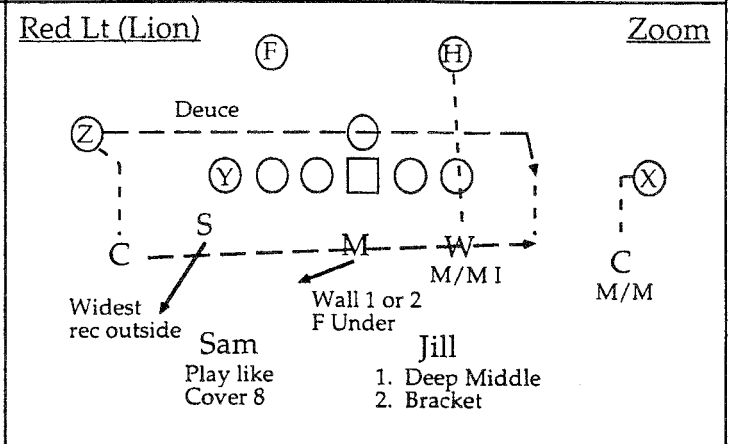 Red Lt (Lion)
Zoom
F
H
Deuce
Z
Y
X
S
C
M
W
C
M/M I
M/M
Widest
rec outside
Wall 1 or 2
F Under
Sam
Play like
Cover 8
Jill
1. Deep Middle
2. Bracket